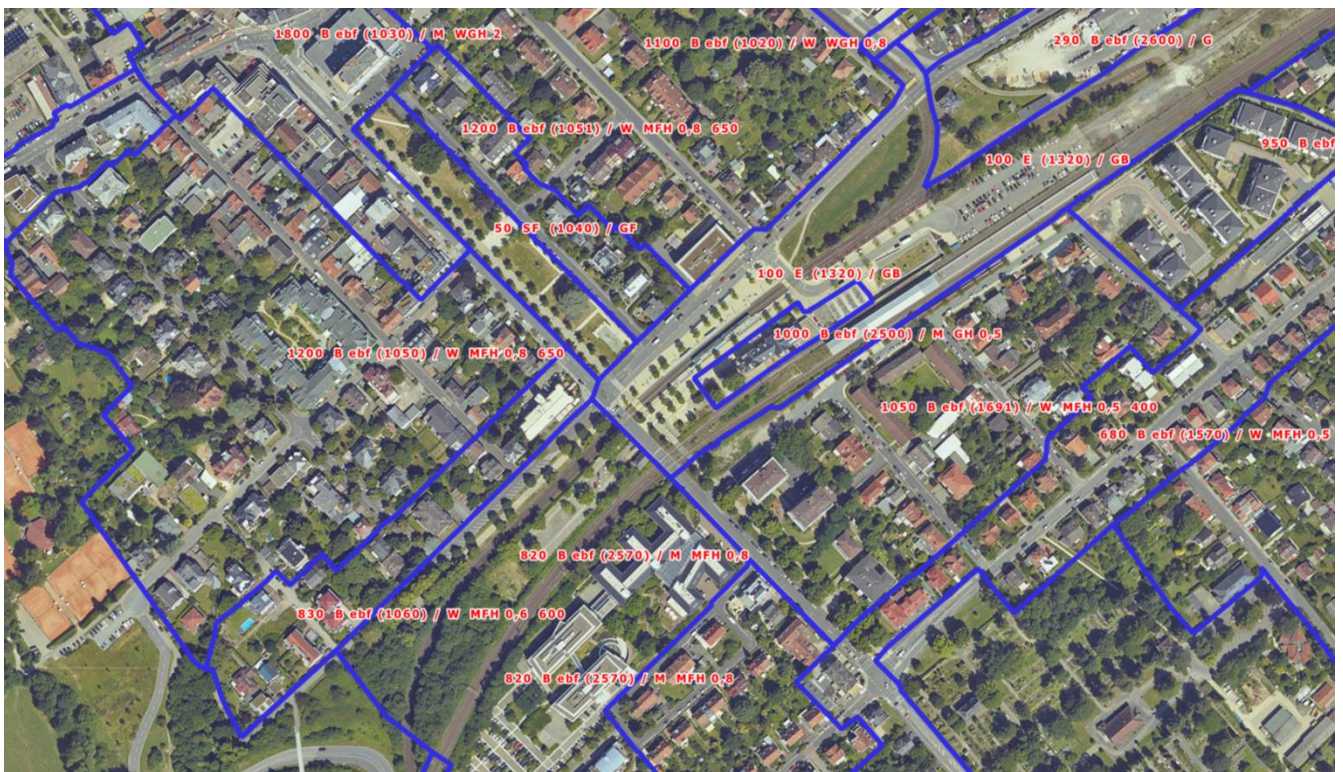 1800 B ebf (1030) / M WGH 2
1100 B ebf (1020) / W WGH 0,8
290 B ebf (2600) / G
1200 B ebf (1051) / W MFH 0,8 650
950 B ebf
100 E (1320) / GB
50 SF (1040) / GF
100 E (1320) / GB
1000 B ebf (2500) / M GH 0,5
1200 B ebf (1050) / W MFH 0,8 650
1050 B ebf (1691) / W MFH 0,5 400
680 B ebf (1570) / W MFH 0,5
820 B ebf (2570) / M MFH 0,8
830 B ebf (1060) / W MFH 0,6 600
820 B ebf (2570) / M MFH 0,8